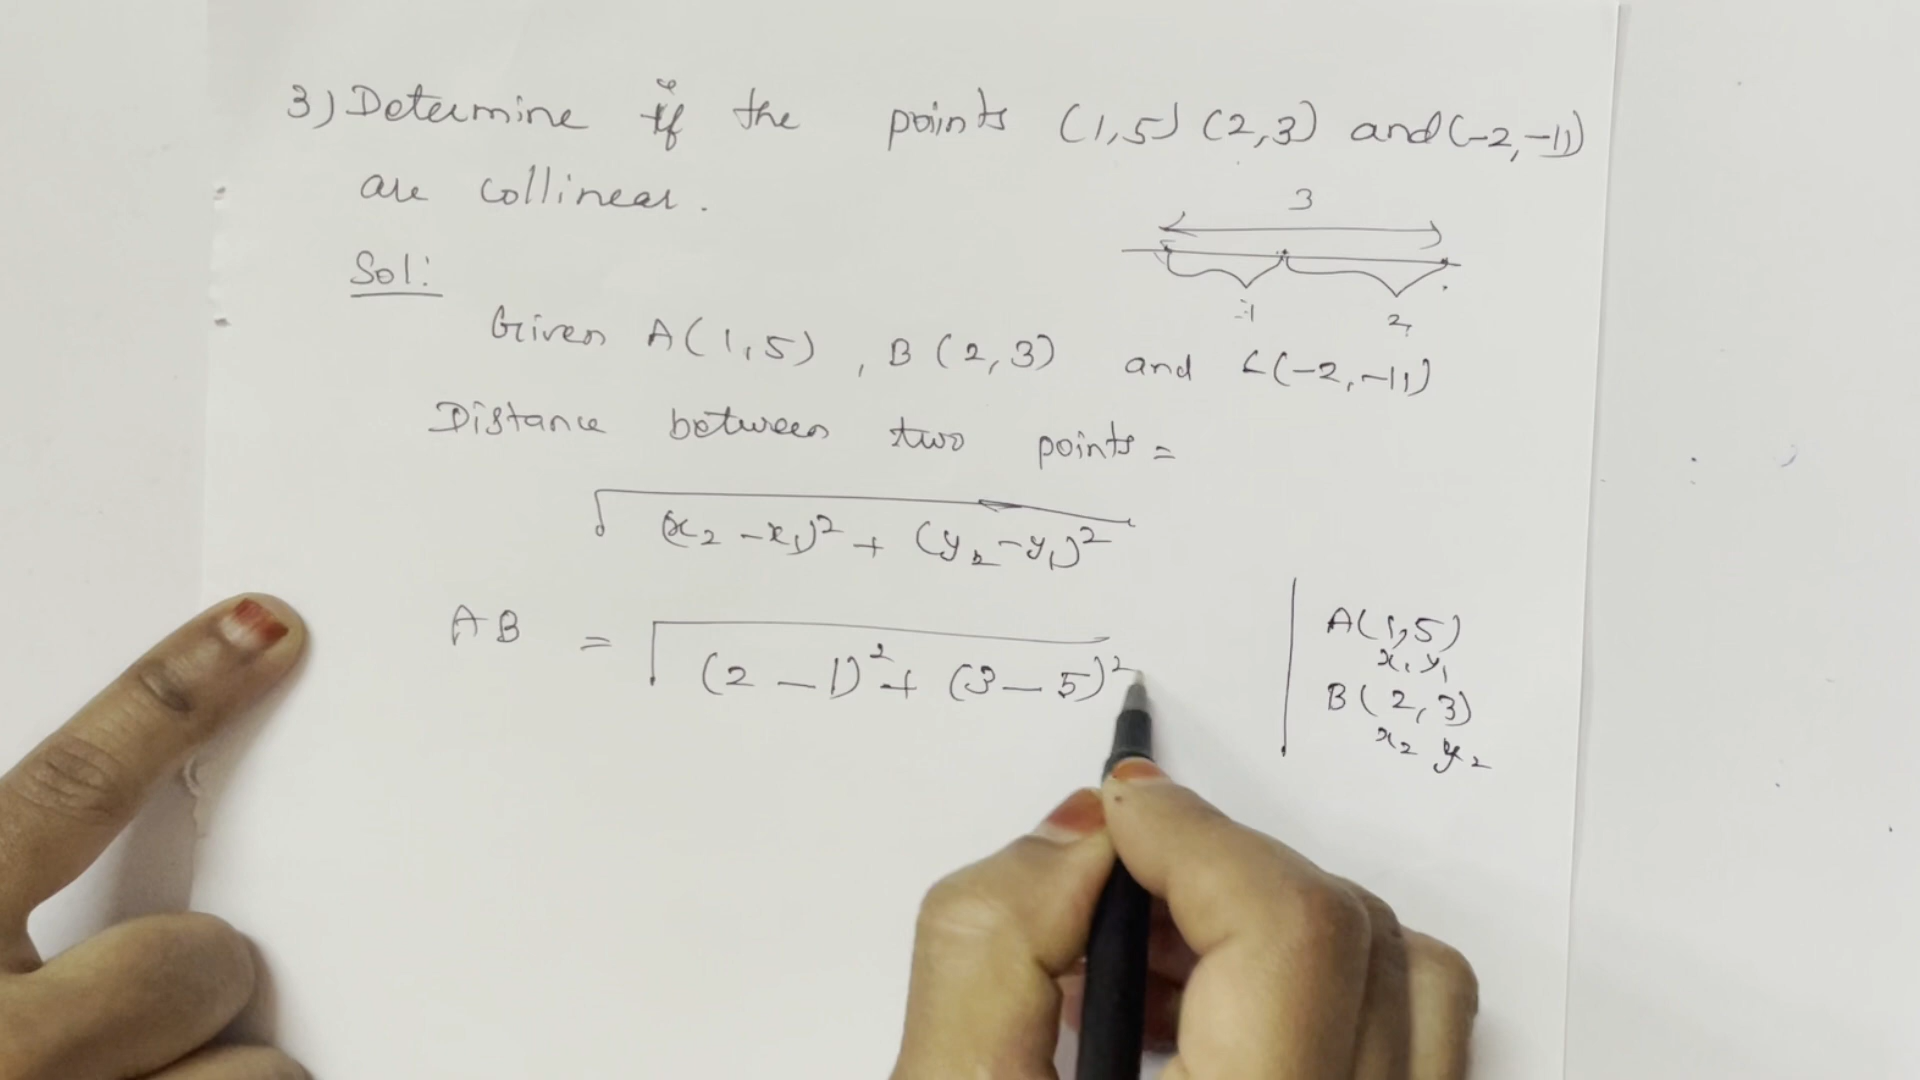 3) Determine if the points (1,5) (2,3) and (-2,-11)
are collinear.
3
1 2
Sol:
Given A(1,5), B(2,3) and C(-2,-11)
Distance between two points =
√(x₂-x₁)² + (y₂-y₁)²
AB = √(2-1)² + (3-5)²
A(1,5)
x₁ y₁
B(2,3)
x₂ y₂